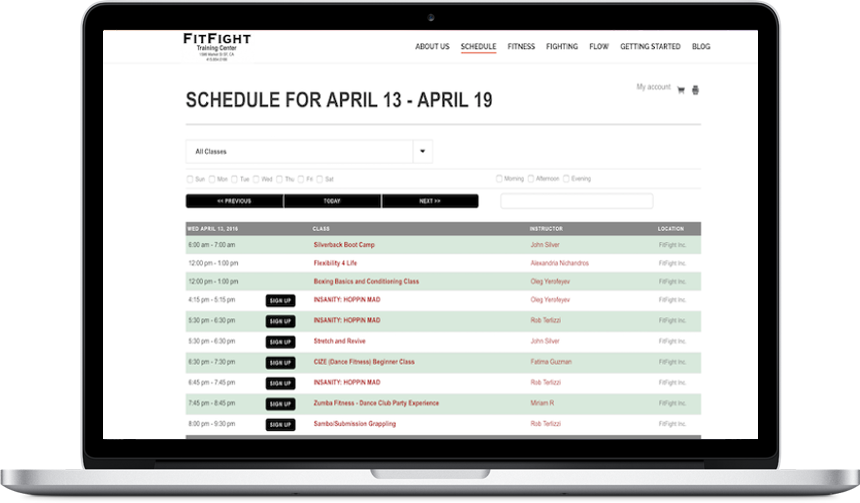 FITFIGHT
Training Center
ABOUT US SCHEDULE FITNESS FIGHTING FLOW GETTING STARTED BLOG
My account
SCHEDULE FOR APRIL 13 - APRIL 19
All Classes
Sun Mon Tue Wed Thu Fri Sat Morning Afternoon Evening
<< PREVIOUS TODAY NEXT >>
WED APRIL 13, 2016 CLASS INSTRUCTOR LOCATION
6:00 am - 7:00 am Silverback Boot Camp John Silver FitFight Inc.
12:00 pm - 1:00 pm Flexibility 4 Life Alexandria Nichandros FitFight Inc.
12:00 pm - 1:00 pm Boxing Basics and Conditioning Class Oleg Yerofeyev FitFight Inc.
4:15 pm - 5:15 pm SIGN UP INSANITY: HOPPIN MAD Oleg Yerofeyev FitFight Inc.
5:30 pm - 6:30 pm SIGN UP INSANITY: HOPPIN MAD Rob Terlizzi FitFight Inc.
5:30 pm - 6:30 pm SIGN UP Stretch and Revive John Silver FitFight Inc.
6:30 pm - 7:30 pm SIGN UP CIZE (Dance Fitness) Beginner Class Fatima Guzman FitFight Inc.
6:45 pm - 7:45 pm SIGN UP INSANITY: HOPPIN MAD Rob Terlizzi FitFight Inc.
7:45 pm - 8:45 pm SIGN UP Zumba Fitness - Dance Club Party Experience Miriam R FitFight Inc.
8:00 pm - 9:30 pm SIGN UP Sambo/Submission Grappling Rob Terlizzi FitFight Inc.